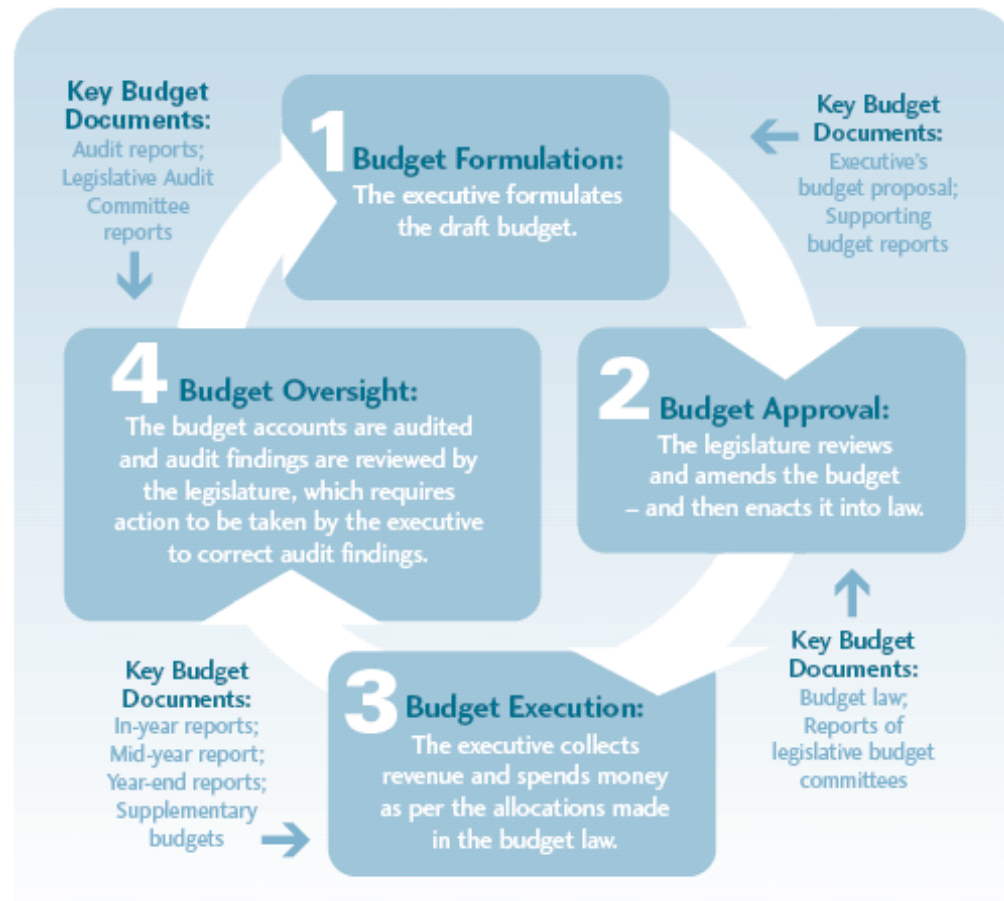 Key Budget
Documents:
Audit reports;
Legislative Audit
Committee
reports
1 Budget Formulation:
The executive formulates
the draft budget.
Key Budget
Documents:
Executive's
budget proposal;
Supporting
budget reports
2 Budget Approval:
The legislature reviews
and amends the budget
– and then enacts it into law.
Key Budget
Documents:
Budget law;
Reports of
legislative budget
committees
3 Budget Execution:
The executive collects
revenue and spends money
as per the allocations made
in the budget law.
Key Budget
Documents:
In-year reports;
Mid-year report;
Year-end reports;
Supplementary
budgets
4 Budget Oversight:
The budget accounts are audited
and audit findings are reviewed by
the legislature, which requires
action to be taken by the executive
to correct audit findings.